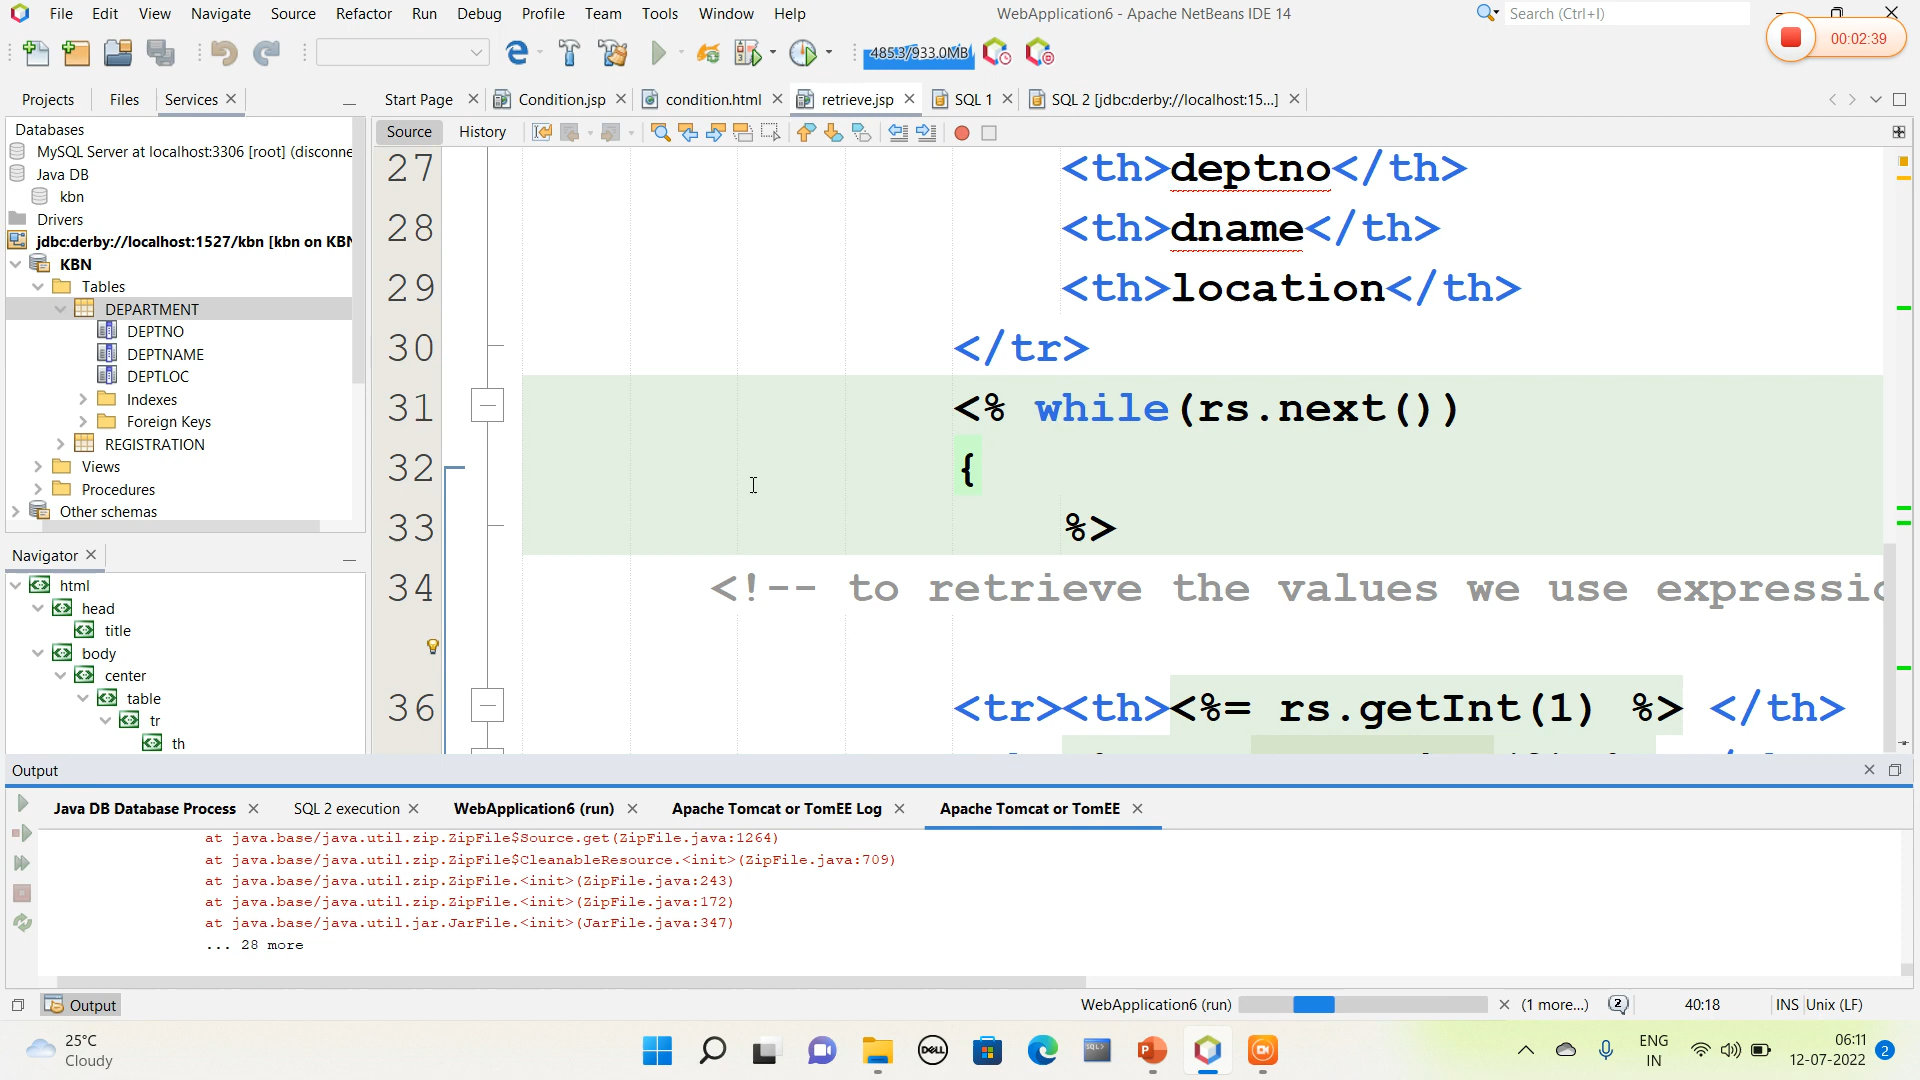 File Edit View Navigate Source Refactor Run Debug Profile Team Tools Window Help
WebApplication6 - Apache NetBeans IDE 14
Search (Ctrl+I)
00:02:39
485.3/933.0MB
Projects Files Services
Start Page Condition.jsp condition.html retrieve.jsp SQL 1 SQL 2 [jdbc:derby://localhost:15...]
Source History
Databases
MySQL Server at localhost:3306 [root] (disconne
Java DB
kbn
Drivers
jdbc:derby://localhost:1527/kbn [kbn on KBN
KBN
Tables
DEPARTMENT
DEPTNO
DEPTNAME
DEPTLOC
Indexes
Foreign Keys
REGISTRATION
Views
Procedures
Other schemas
Navigator
html
head
title
body
center
table
tr
th
27 <th>deptno</th>
28 <th>dname</th>
29 <th>location</th>
30 </tr>
31 <% while(rs.next())
32 {
33 %>
34 <!-- to retrieve the values we use expressio
36 <tr><th><%= rs.getInt(1) %> </th>
Output
Java DB Database Process SQL 2 execution WebApplication6 (run) Apache Tomcat or TomEE Log Apache Tomcat or TomEE
at java.base/java.util.zip.ZipFile$Source.get(ZipFile.java:1264)
at java.base/java.util.zip.ZipFile$CleanableResource.<init>(ZipFile.java:709)
at java.base/java.util.zip.ZipFile.<init>(ZipFile.java:243)
at java.base/java.util.zip.ZipFile.<init>(ZipFile.java:172)
at java.base/java.util.jar.JarFile.<init>(JarFile.java:347)
... 28 more
Output
WebApplication6 (run) (1 more...) 2 40:18 INS Unix (LF)
25°C
Cloudy
DELL
SQL>
ENG
IN
06:11
12-07-2022
2